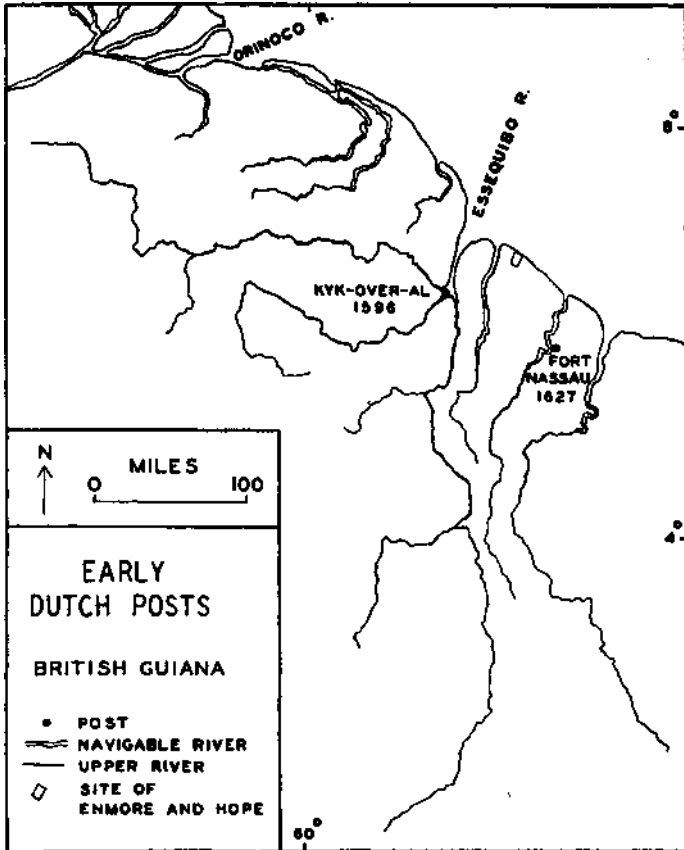 ORINOCO R.
ESSEQUIBO R.
8°
KYK-OVER-AL
1596
FORT
NASSAU
1627
N
MILES
0 100
4°
EARLY
DUTCH POSTS
BRITISH GUIANA
POST
NAVIGABLE RIVER
UPPER RIVER
SITE OF
ENMORE AND HOPE
60°